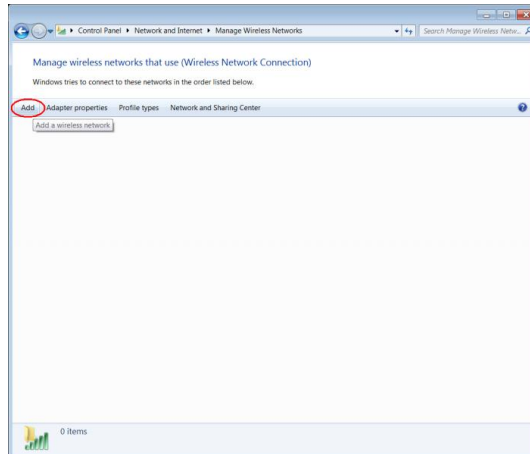 Control Panel ▸ Network and Internet ▸ Manage Wireless Networks
Search Manage Wireless Netw...
Manage wireless networks that use (Wireless Network Connection)
Windows tries to connect to these networks in the order listed below.
Add Adapter properties Profile types Network and Sharing Center
Add a wireless network
0 items